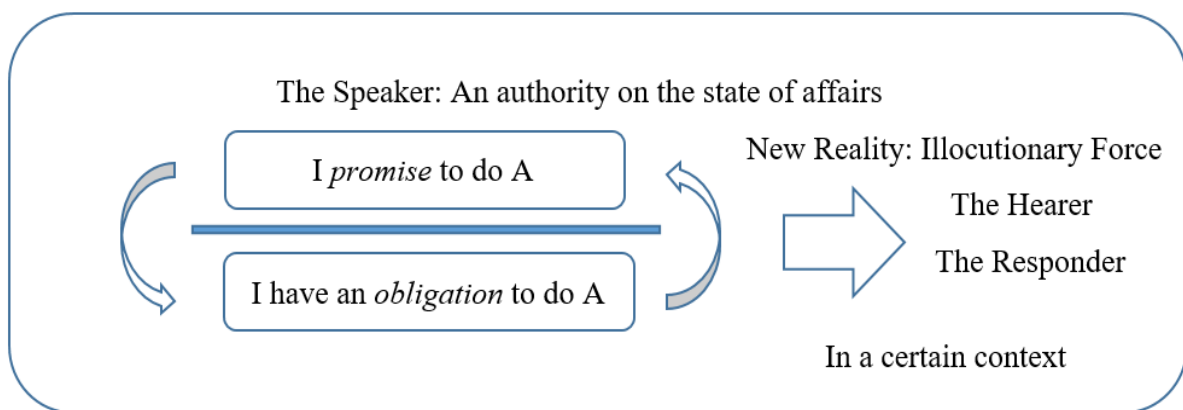 The Speaker: An authority on the state of affairs
I promise to do A
I have an obligation to do A
New Reality: Illocutionary Force
The Hearer
The Responder
In a certain context